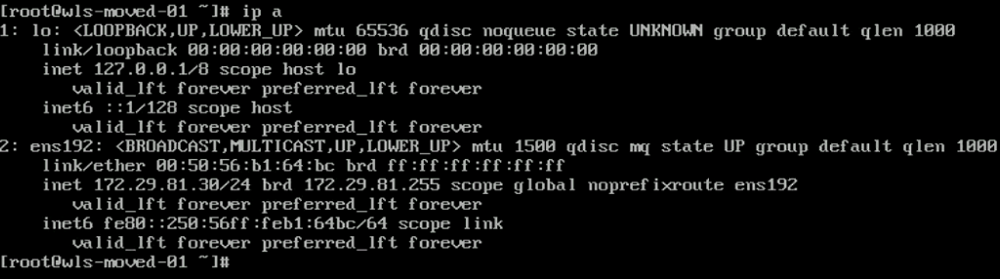 [root@wls-moved-01 ~]# ip a
1: lo: <LOOPBACK,UP,LOWER_UP> mtu 65536 qdisc noqueue state UNKNOWN group default qlen 1000
    link/loopback 00:00:00:00:00:00 brd 00:00:00:00:00:00
    inet 127.0.0.1/8 scope host lo
       valid_lft forever preferred_lft forever
    inet6 ::1/128 scope host
       valid_lft forever preferred_lft forever
2: ens192: <BROADCAST,MULTICAST,UP,LOWER_UP> mtu 1500 qdisc mq state UP group default qlen 1000
    link/ether 00:50:56:b1:64:bc brd ff:ff:ff:ff:ff:ff
    inet 172.29.81.30/24 brd 172.29.81.255 scope global noprefixroute ens192
       valid_lft forever preferred_lft forever
    inet6 fe80::250:56ff:feb1:64bc/64 scope link
       valid_lft forever preferred_lft forever
[root@wls-moved-01 ~]#